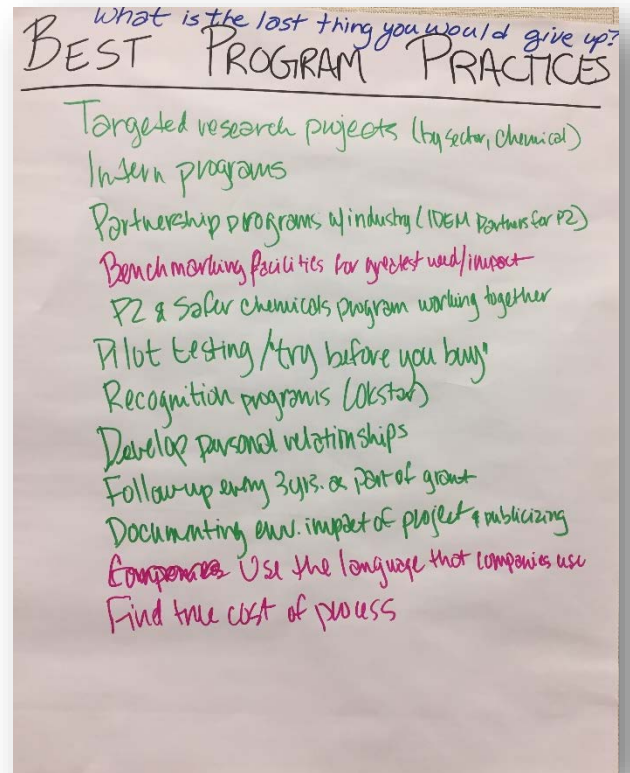 What is the last thing you would give up?
BEST PROGRAM PRACTICES
Targeted research projects (by sector, chemical)
Intern programs
Partnership programs w/industry (IDEM Partners for P2)
Benchmarking facilities for greatest need/impact
P2 & Safer Chemicals program working together
Pilot testing/"try before you buy"
Recognition programs (OKstar)
Develop personal relationships
Follow up every 3yrs. as part of grant
Documenting env. impact of project & publicizing
Companies Use the language that companies use
Find true cost of process